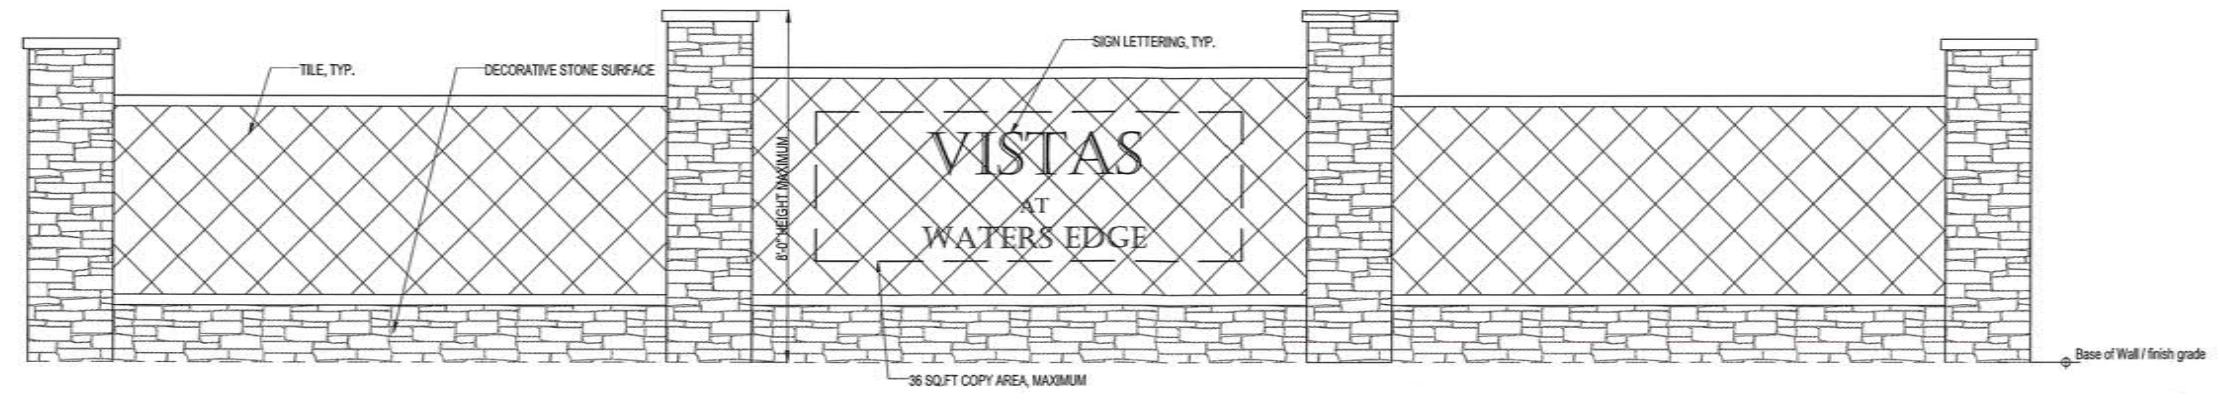 SIGN LETTERING, TYP.
TILE, TYP.
DECORATIVE STONE SURFACE
8'-0" HEIGHT MAXIMUM
VISTAS
AT
WATERS EDGE
Base of Wall / finish grade
36 SQ.FT COPY AREA, MAXIMUM